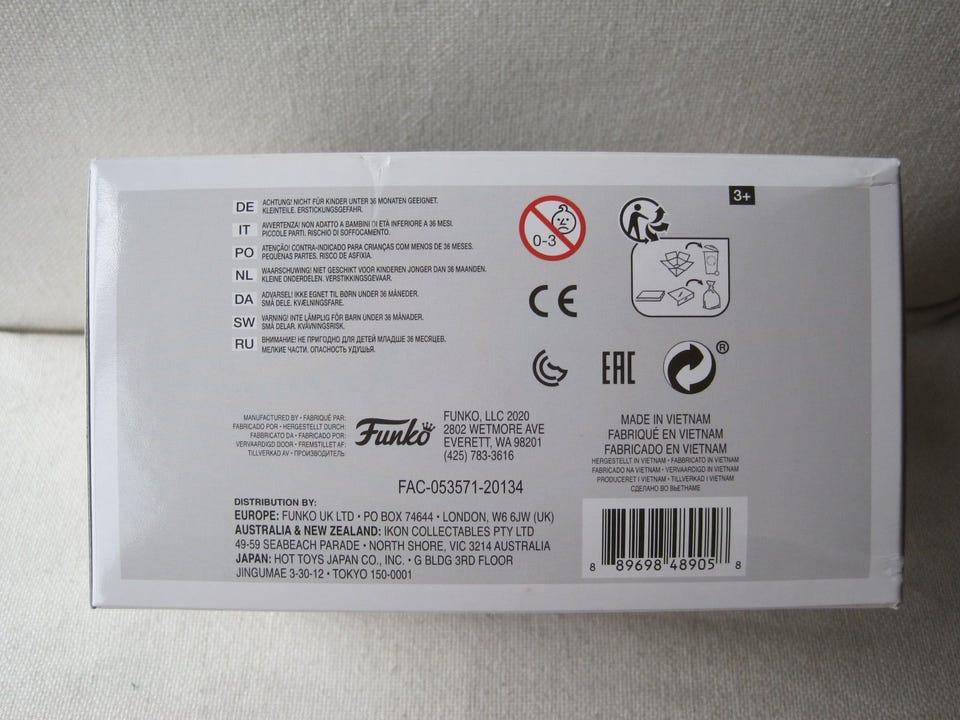 DE ACHTUNG! NICHT FÜR KINDER UNTER 36 MONATEN GEEIGNET.
KLEINTEILE. ERSTICKUNGSGEFAHR.
IT AVVERTENZA! NON ADATTO A BAMBINI DI ETÀ INFERIORE A 36 MESI.
PICCOLE PARTI. RISCHIO DI SOFFOCAMENTO.
PO ATENÇÃO! CONTRA-INDICADO PARA CRIANÇAS COM MENOS DE 36 MESES.
PEQUENAS PARTES. RISCO DE ASFIXIA.
NL WAARSCHUWING! NIET GESCHIKT VOOR KINDEREN JONGER DAN 36 MAANDEN.
KLEINE ONDERDELEN. VERSTIKKINGSGEVAAR.
DA ADVARSEL! IKKE EGNET TIL BØRN UNDER 36 MÅNEDER.
SMÅ DELE. KVÆLNINGSFARE.
SW VARNING! INTE LÄMPLIG FÖR BARN UNDER 36 MÅNADER.
SMÅ DELAR. KVÄVNINGSRISK.
RU ВНИМАНИЕ! НЕ ПРИГОДНО ДЛЯ ДЕТЕЙ МЛАДШЕ 36 МЕСЯЦЕВ.
МЕЛКИЕ ЧАСТИ. ОПАСНОСТЬ УДУШЬЯ.
0-3
3+
CE
EAC
®
MANUFACTURED BY • FABRIQUÉ PAR:
FABRICADO POR • HERGESTELLT DURCH:
FABBRICATO DA • FABRICADO POR:
VERVAARDIGD DOOR • FREMSTILLET AF:
TILLVERKAD AV • ПРОИЗВОДИТЕЛЬ:
Funko
FUNKO, LLC 2020
2802 WETMORE AVE
EVERETT, WA 98201
(425) 783-3616
MADE IN VIETNAM
FABRIQUÉ EN VIETNAM
FABRICADO EN VIETNAM
HERGESTELLT IN VIETNAM • FABBRICATO IN VIETNAM
FABRICADO NA VIETNAM • VERVAARDIGD IN VIETNAM
PRODUCERET I VIETNAM • TILLVERKAD I VIETNAM
СДЕЛАНО ВО ВЬЕТНАМЕ
FAC-053571-20134
DISTRIBUTION BY:
EUROPE: FUNKO UK LTD • PO BOX 74644 • LONDON, W6 6JW (UK)
AUSTRALIA & NEW ZEALAND: IKON COLLECTABLES PTY LTD
49-59 SEABEACH PARADE • NORTH SHORE, VIC 3214 AUSTRALIA
JAPAN: HOT TOYS JAPAN CO., INC. • G BLDG 3RD FLOOR
JINGUMAE 3-30-12 • TOKYO 150-0001
8 89698 48905 8